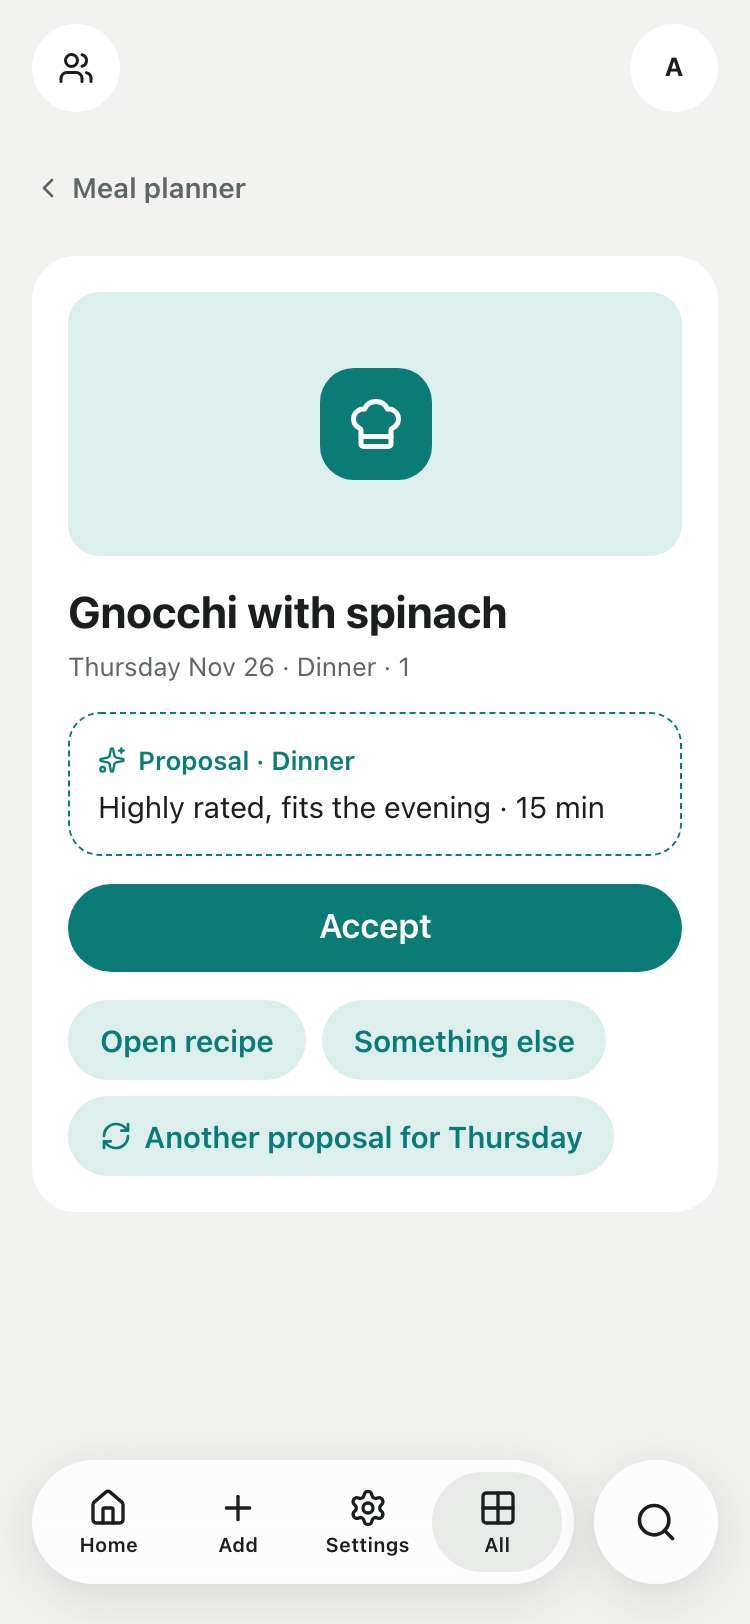 A
Meal planner
Gnocchi with spinach
Thursday Nov 26 · Dinner · 1
Proposal · Dinner
Highly rated, fits the evening · 15 min
Accept
Open recipe
Something else
Another proposal for Thursday
Home
Add
Settings
All